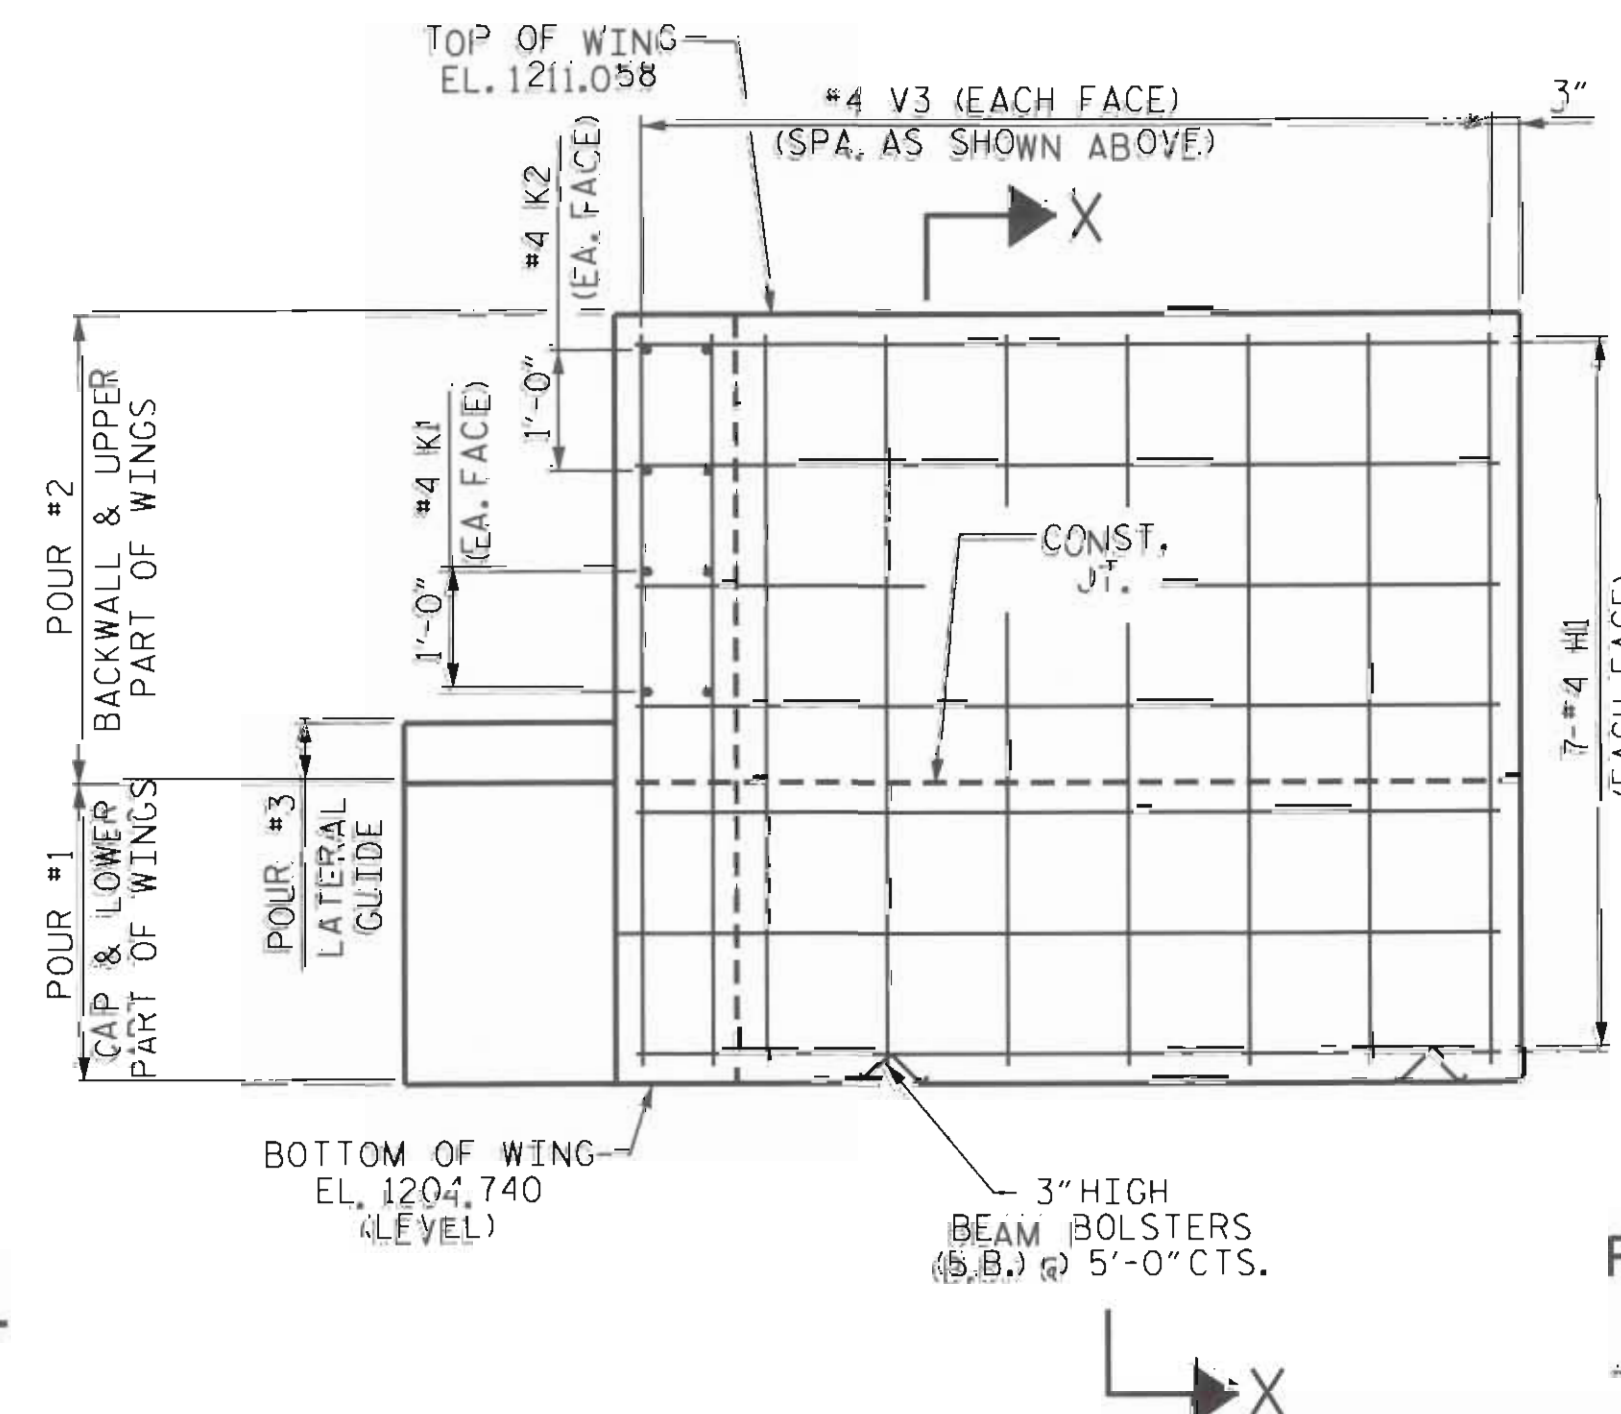 TOP OF WING
EL. 1211.058
#4 V3 (EACH FACE)
(SPA. AS SHOWN ABOVE)
3"
#4 K2
(EA. FACE)
X
1'-0"
#4 K1
(EA. FACE)
1'-0"
POUR #2
BACKWALL & UPPER
PART OF WINGS
CONST.
JT.
7-#4 H1
(EACH FACE)
POUR #1
CAP & LOWER
PART OF WINGS
POUR #3
LATERAL
GUIDE
BOTTOM OF WING
EL. 1204.740
(LEVEL)
3" HIGH
BEAM BOLSTERS
(B.B.) @ 5'-0" CTS.
X